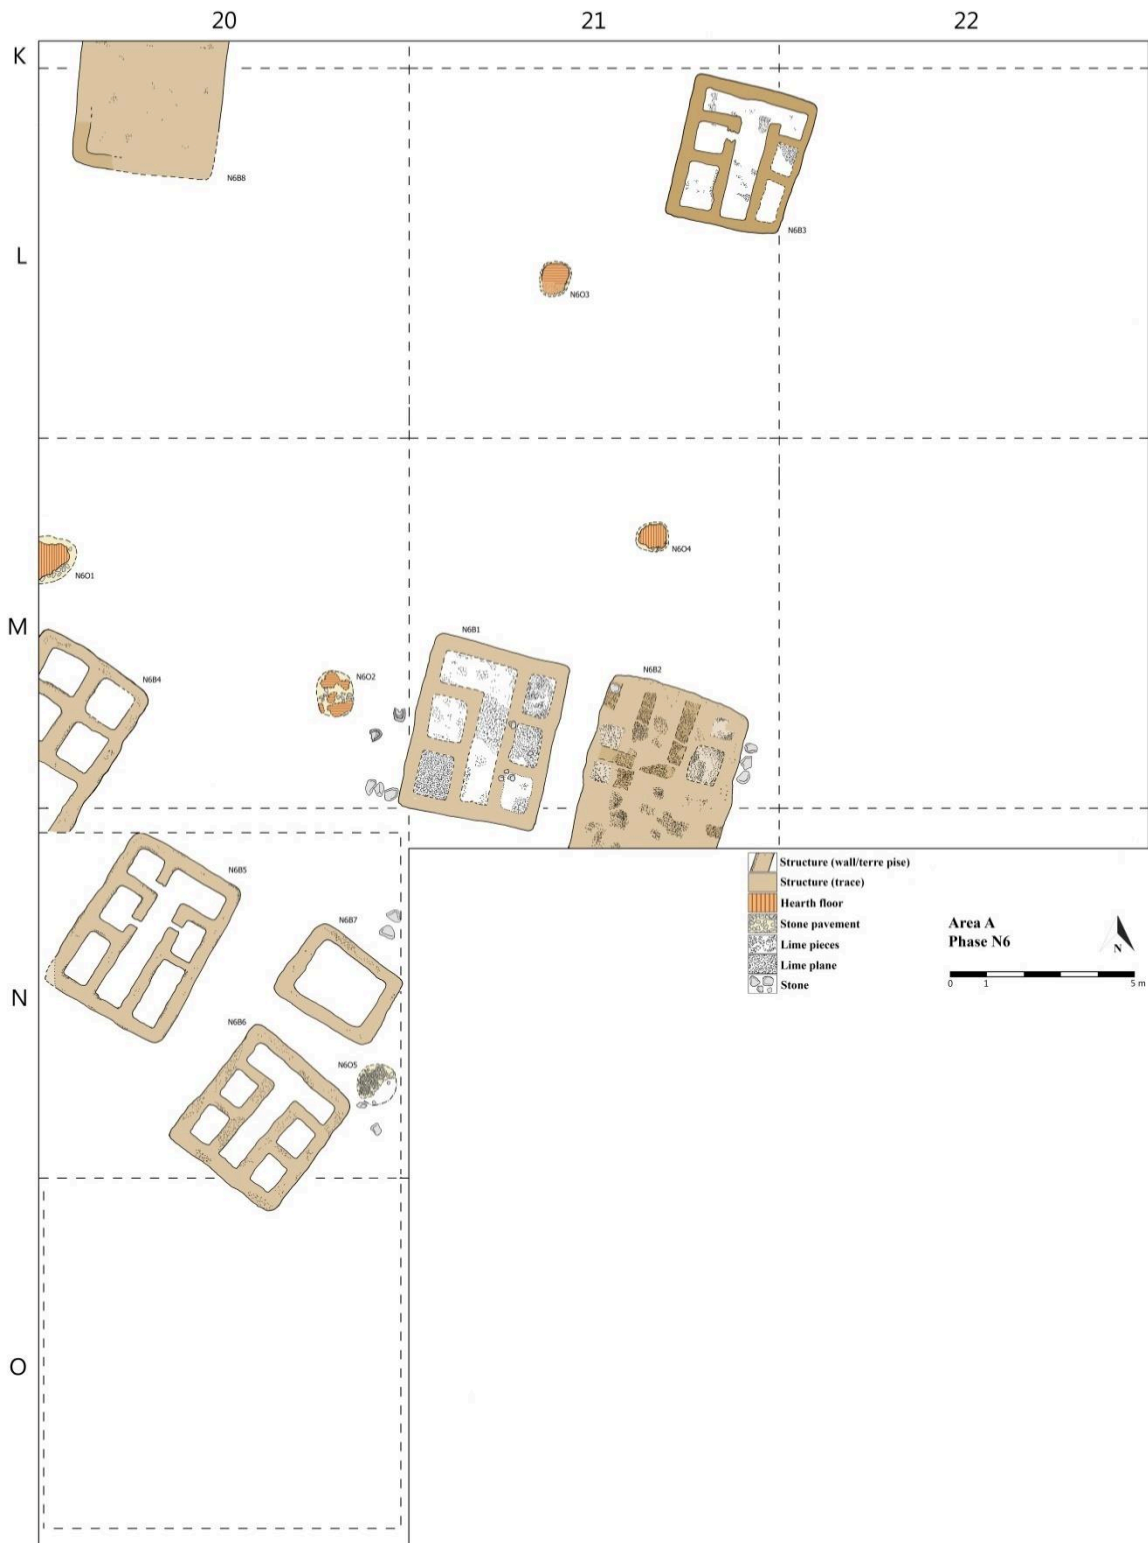 20 21 22
K
N6B8
N6B3
L
N6O3
N6O4
N6O1
M
N6B1
N6B4
N6B2
N6O2
N6B5
Structure (wall/terre pise)
Structure (trace)
Hearth floor
N6B7
Stone pavement
Area A
Phase N6
Lime pieces
N
Lime plane
Stone
0 1 5 m
N
N6B6
N6O5
O